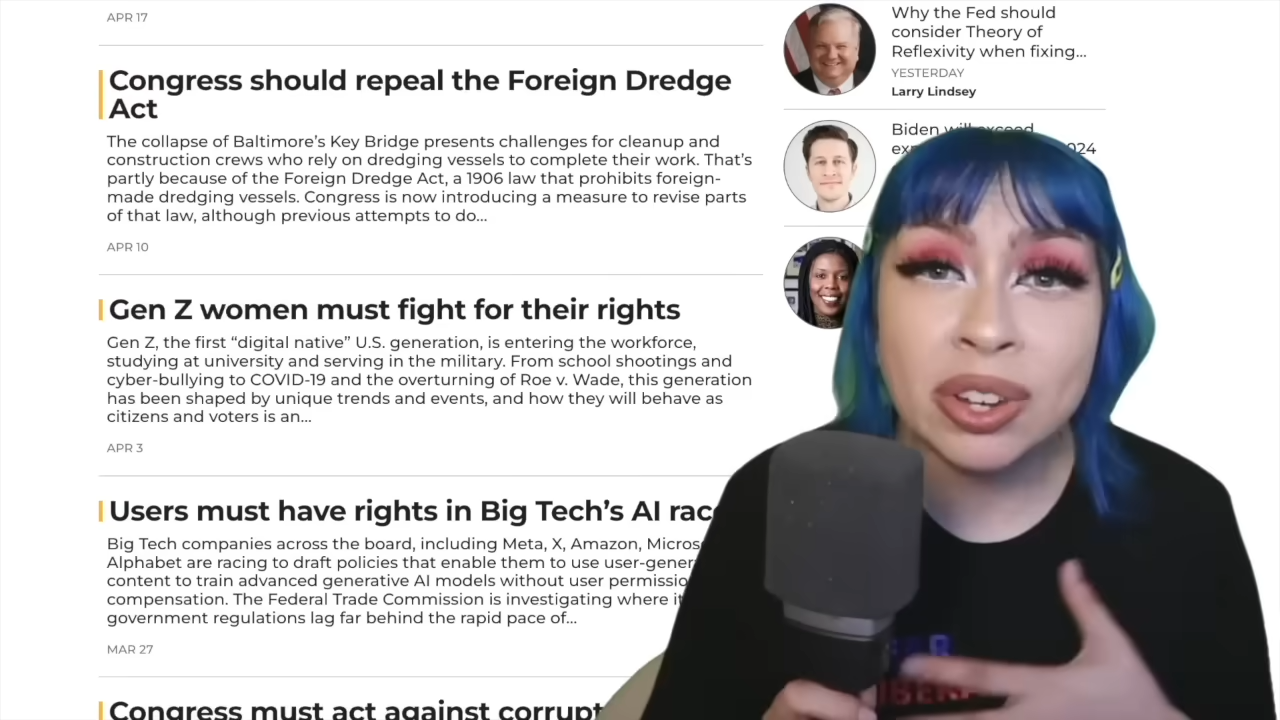 APR 17
Congress should repeal the Foreign Dredge
Act
The collapse of Baltimore’s Key Bridge presents challenges for cleanup and
construction crews who rely on dredging vessels to complete their work. That’s
partly because of the Foreign Dredge Act, a 1906 law that prohibits foreign-
made dredging vessels. Congress is now introducing a measure to revise parts
of that law, although previous attempts to do...
APR 10
Gen Z women must fight for their rights
Gen Z, the first “digital native” U.S. generation, is entering the workforce,
studying at university and serving in the military. From school shootings and
cyber-bullying to COVID-19 and the overturning of Roe v. Wade, this generation
has been shaped by unique trends and events, and how they will behave as
citizens and voters is an...
APR 3
Users must have rights in Big Tech’s AI
Big Tech companies across the board, including Meta, X, Amazon,
Alphabet are racing to draft policies that enable them to use
content to train advanced generative AI models without user
compensation. The Federal Trade Commission is investigating where
government regulations lag far behind the rapid pace of...
MAR 27
Congress must act against
Why the Fed should
consider Theory of
Reflexivity when fixing...
YESTERDAY
Larry Lindsey
Biden will exceed